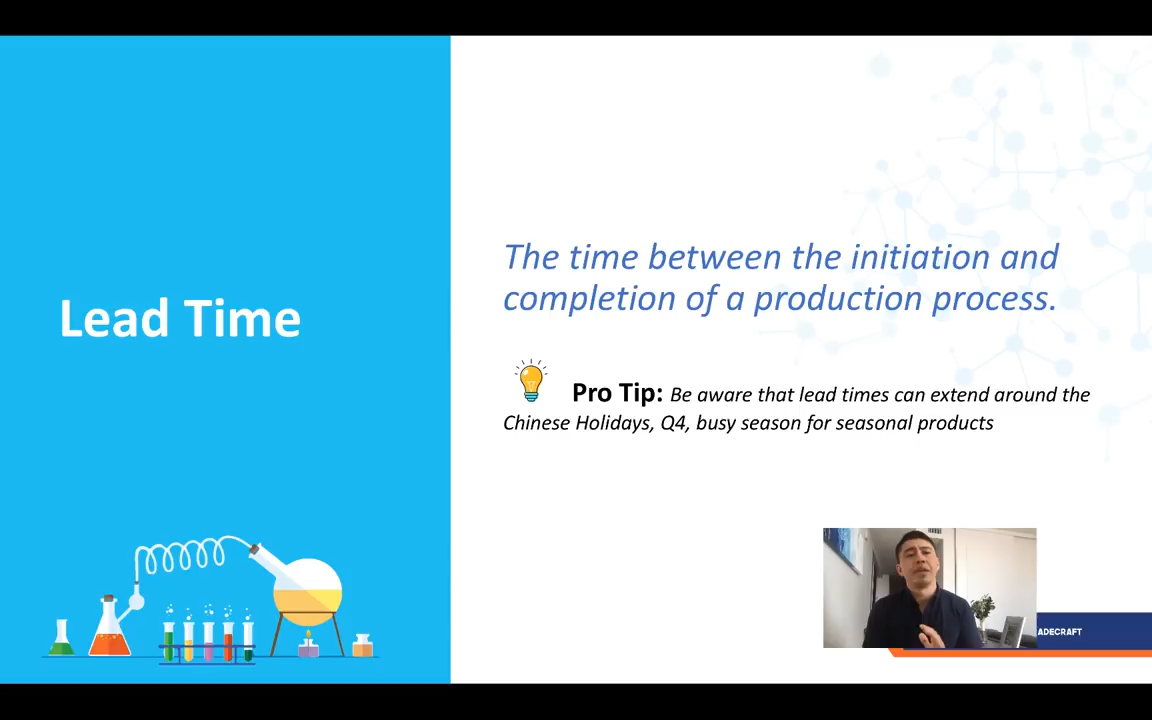 Lead Time
The time between the initiation and
completion of a production process.
Pro Tip: Be aware that lead times can extend around the
Chinese Holidays, Q4, busy season for seasonal products
ADECRAFT